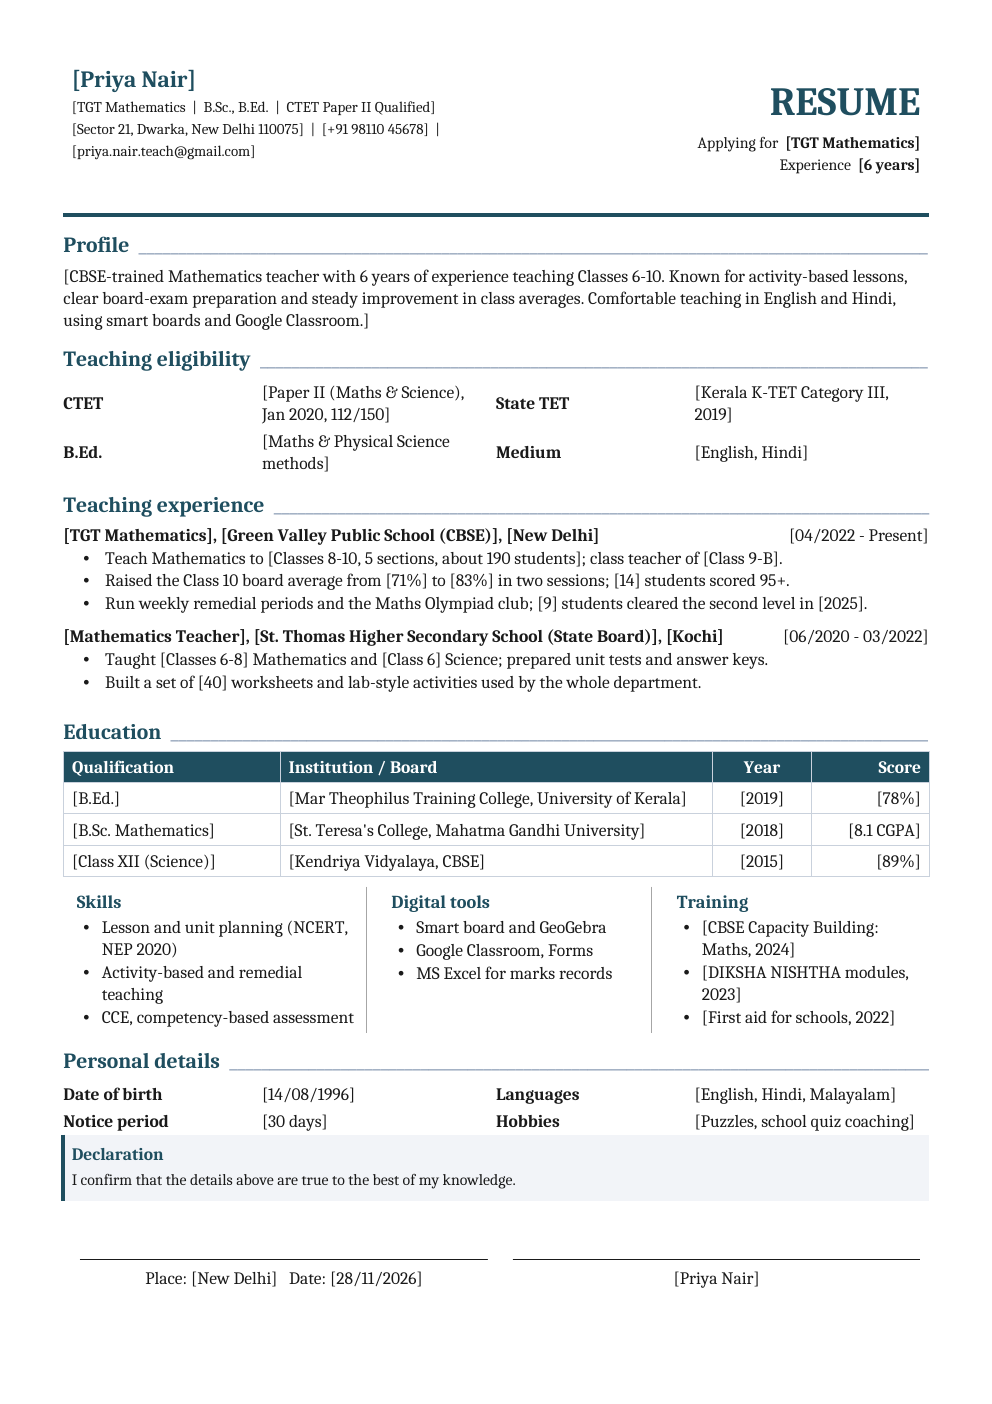 [Priya Nair]
[TGT Mathematics | B.Sc., B.Ed. | CTET Paper II Qualified]
[Sector 21, Dwarka, New Delhi 110075] | [+91 98110 45678] |
[priya.nair.teach@gmail.com]
RESUME
Applying for [TGT Mathematics]
Experience [6 years]
Profile
[CBSE-trained Mathematics teacher with 6 years of experience teaching Classes 6-10. Known for activity-based lessons,
clear board-exam preparation and steady improvement in class averages. Comfortable teaching in English and Hindi,
using smart boards and Google Classroom.]
Teaching eligibility
CTET [Paper II (Maths & Science), Jan 2020, 112/150] State TET [Kerala K-TET Category III, 2019]
B.Ed. [Maths & Physical Science methods] Medium [English, Hindi]
Teaching experience
[TGT Mathematics], [Green Valley Public School (CBSE)], [New Delhi] [04/2022 - Present]
• Teach Mathematics to [Classes 8-10, 5 sections, about 190 students]; class teacher of [Class 9-B].
• Raised the Class 10 board average from [71%] to [83%] in two sessions; [14] students scored 95+.
• Run weekly remedial periods and the Maths Olympiad club; [9] students cleared the second level in [2025].
[Mathematics Teacher], [St. Thomas Higher Secondary School (State Board)], [Kochi] [06/2020 - 03/2022]
• Taught [Classes 6-8] Mathematics and [Class 6] Science; prepared unit tests and answer keys.
• Built a set of [40] worksheets and lab-style activities used by the whole department.
Education
Qualification Institution / Board Year Score
[B.Ed.] [Mar Theophilus Training College, University of Kerala] [2019] [78%]
[B.Sc. Mathematics] [St. Teresa's College, Mahatma Gandhi University] [2018] [8.1 CGPA]
[Class XII (Science)] [Kendriya Vidyalaya, CBSE] [2015] [89%]
Skills
• Lesson and unit planning (NCERT,
NEP 2020)
• Activity-based and remedial
teaching
• CCE, competency-based assessment
Digital tools
• Smart board and GeoGebra
• Google Classroom, Forms
• MS Excel for marks records
Training
• [CBSE Capacity Building:
Maths, 2024]
• [DIKSHA NISHTHA modules,
2023]
• [First aid for schools, 2022]
Personal details
Date of birth [14/08/1996] Languages [English, Hindi, Malayalam]
Notice period [30 days] Hobbies [Puzzles, school quiz coaching]
Declaration
I confirm that the details above are true to the best of my knowledge.
Place: [New Delhi] Date: [28/11/2026]
[Priya Nair]